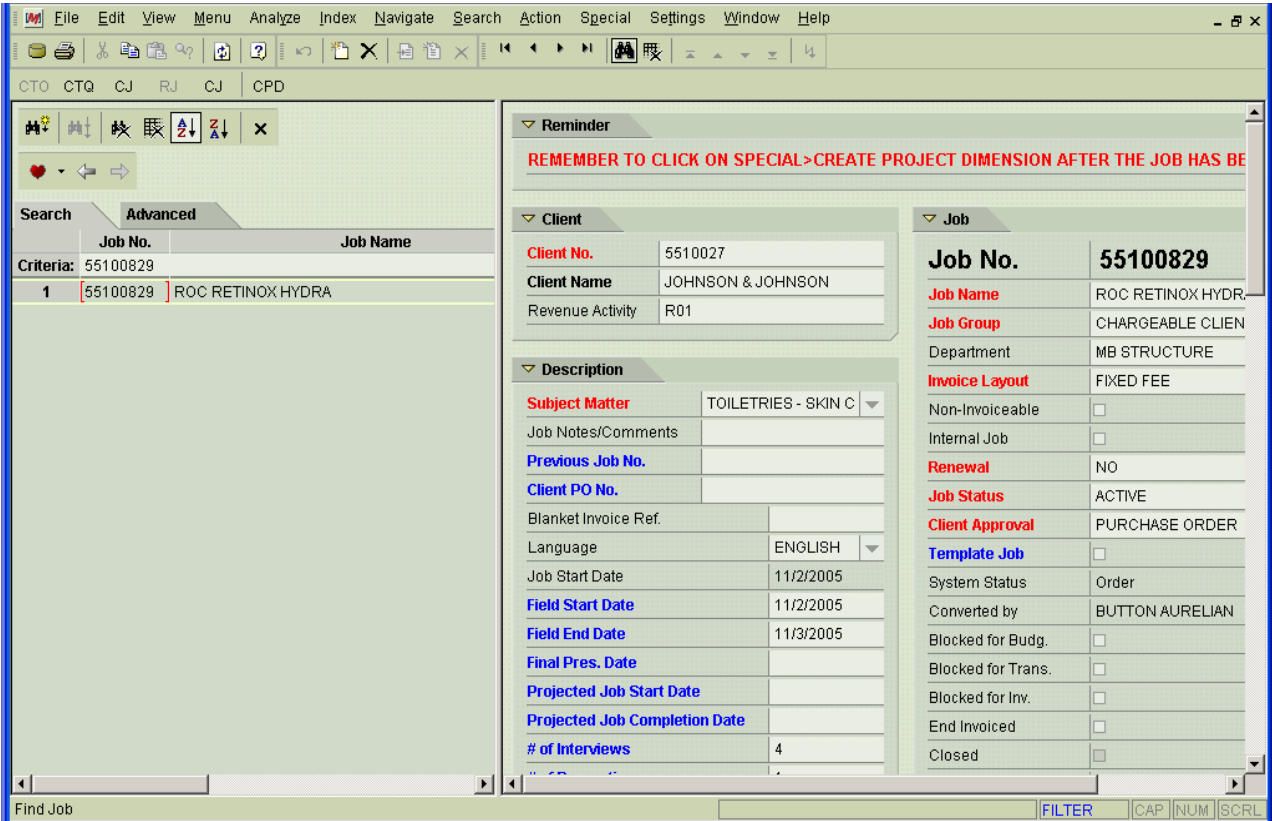 File Edit View Menu Analyze Index Navigate Search Action Special Settings Window Help
CTO CTQ CJ RJ CJ CPD
Search Advanced
Job No. Job Name
Criteria: 55100829
1 55100829 ROC RETINOX HYDRA
Reminder
REMEMBER TO CLICK ON SPECIAL>CREATE PROJECT DIMENSION AFTER THE JOB HAS BE
Client
Client No. 5510027
Client Name JOHNSON & JOHNSON
Revenue Activity R01
Description
Subject Matter TOILETRIES - SKIN C
Job Notes/Comments
Previous Job No.
Client PO No.
Blanket Invoice Ref.
Language ENGLISH
Job Start Date 11/2/2005
Field Start Date 11/2/2005
Field End Date 11/3/2005
Final Pres. Date
Projected Job Start Date
Projected Job Completion Date
# of Interviews 4
Job
Job No. 55100829
Job Name ROC RETINOX HYDR
Job Group CHARGEABLE CLIEN
Department MB STRUCTURE
Invoice Layout FIXED FEE
Non-Invoiceable
Internal Job
Renewal NO
Job Status ACTIVE
Client Approval PURCHASE ORDER
Template Job
System Status Order
Converted by BUTTON AURELIAN
Blocked for Budg.
Blocked for Trans.
Blocked for Inv.
End Invoiced
Closed
Find Job
FILTER CAP NUM SCRL